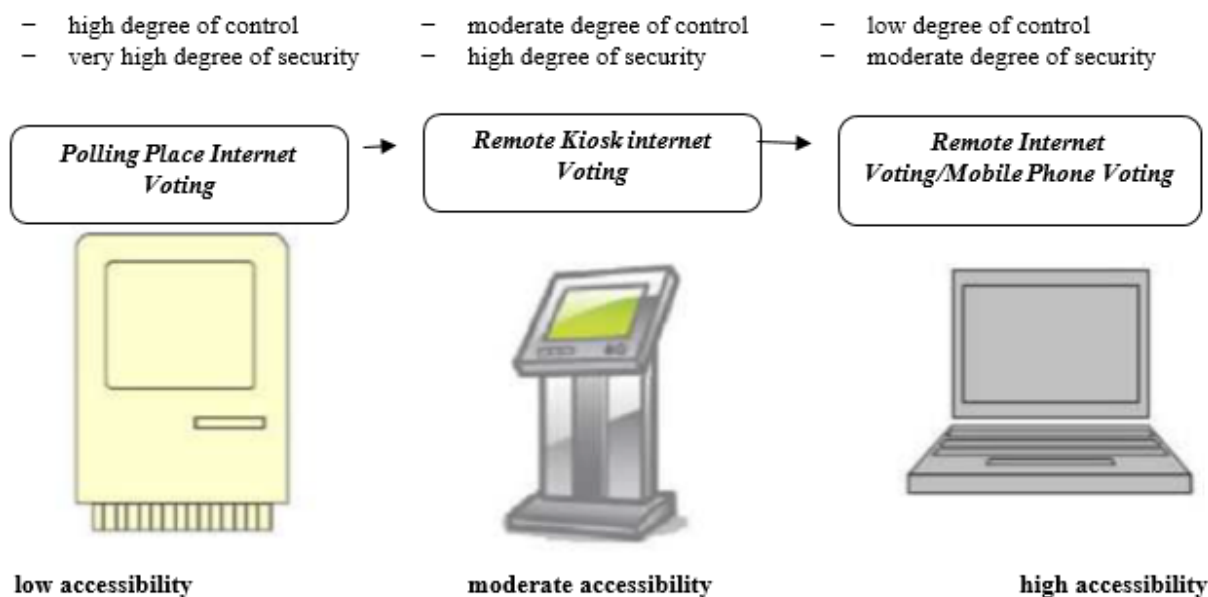 − high degree of control
− very high degree of security
− moderate degree of control
− high degree of security
− low degree of control
− moderate degree of security
Polling Place Internet
Voting
Remote Kiosk internet
Voting
Remote Internet
Voting/Mobile Phone Voting
low accessibility
moderate accessibility
high accessibility